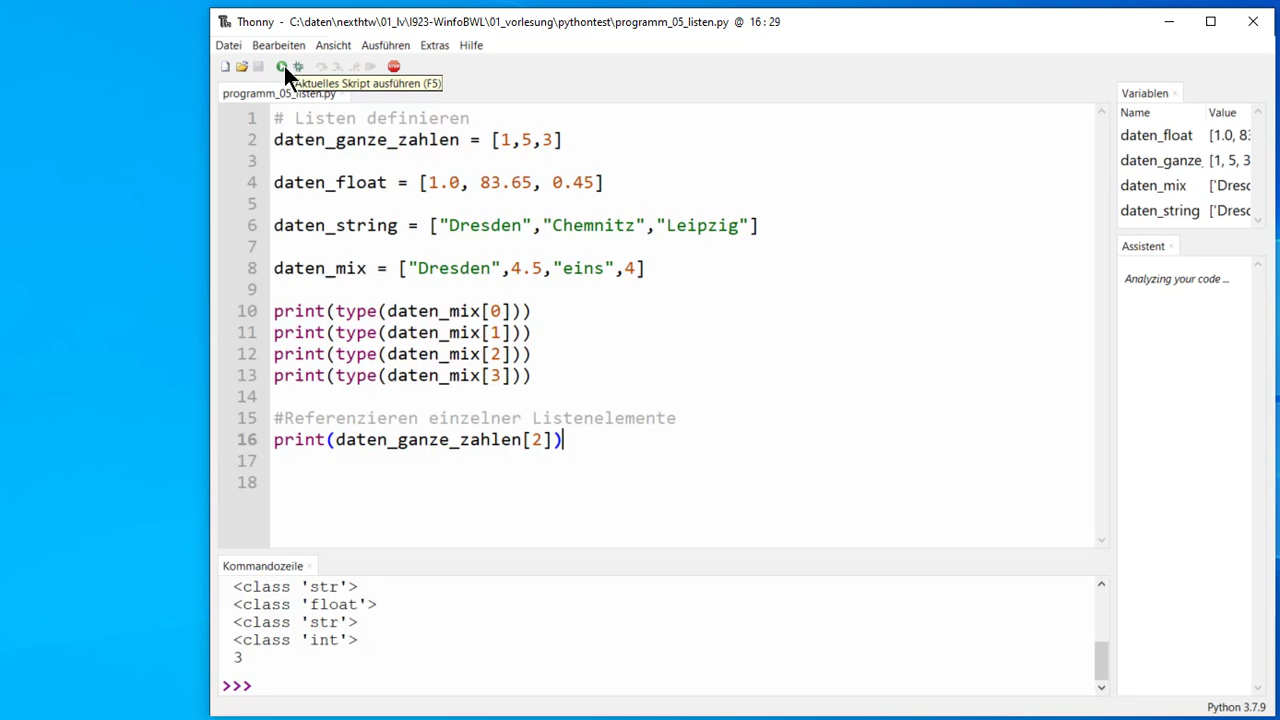 Thonny - C:\daten\nexthtw\01_lv\I923-WinfoBWL\01_vorlesung\pythontest\programm_05_listen.py @ 16 : 29
Datei Bearbeiten Ansicht Ausführen Extras Hilfe
STOP
Aktuelles Skript ausführen (F5)
programm_05_listen.py
1 # Listen definieren
2 daten_ganze_zahlen = [1,5,3]
3
4 daten_float = [1.0, 83.65, 0.45]
5
6 daten_string = ["Dresden","Chemnitz","Leipzig"]
7
8 daten_mix = ["Dresden",4.5,"eins",4]
9
10 print(type(daten_mix[0]))
11 print(type(daten_mix[1]))
12 print(type(daten_mix[2]))
13 print(type(daten_mix[3]))
14
15 #Referenzieren einzelner Listenelemente
16 print(daten_ganze_zahlen[2])
17
18
Kommandozeile
<class 'str'>
<class 'float'>
<class 'str'>
<class 'int'>
3
>>>
Variablen
Name Value
daten_float [1.0, 83
daten_ganze_ [1, 5, 3
daten_mix ['Dresd
daten_string ['Dresd
Assistent
Analyzing your code ...
Python 3.7.9